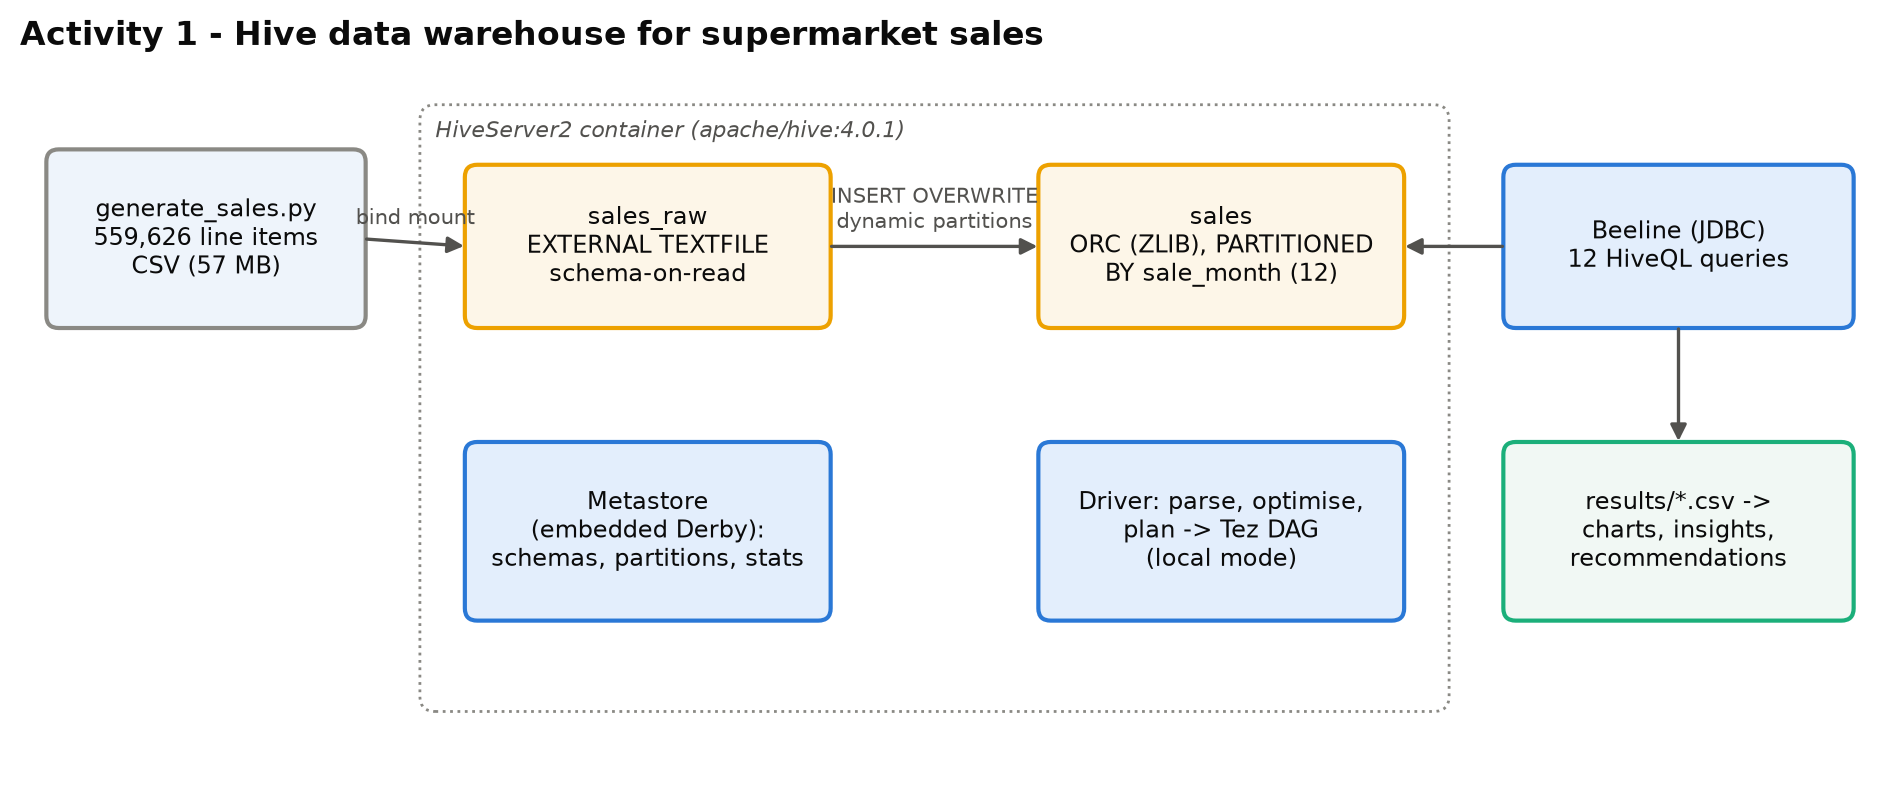 Activity 1 - Hive data warehouse for supermarket sales
HiveServer2 container (apache/hive:4.0.1)
generate_sales.py
559,626 line items
CSV (57 MB)
bind mount
sales_raw
EXTERNAL TEXTFILE
schema-on-read
INSERT OVERWRITE
dynamic partitions
sales
ORC (ZLIB), PARTITIONED
BY sale_month (12)
Beeline (JDBC)
12 HiveQL queries
Metastore
(embedded Derby):
schemas, partitions, stats
Driver: parse, optimise,
plan -> Tez DAG
(local mode)
results/*.csv ->
charts, insights,
recommendations